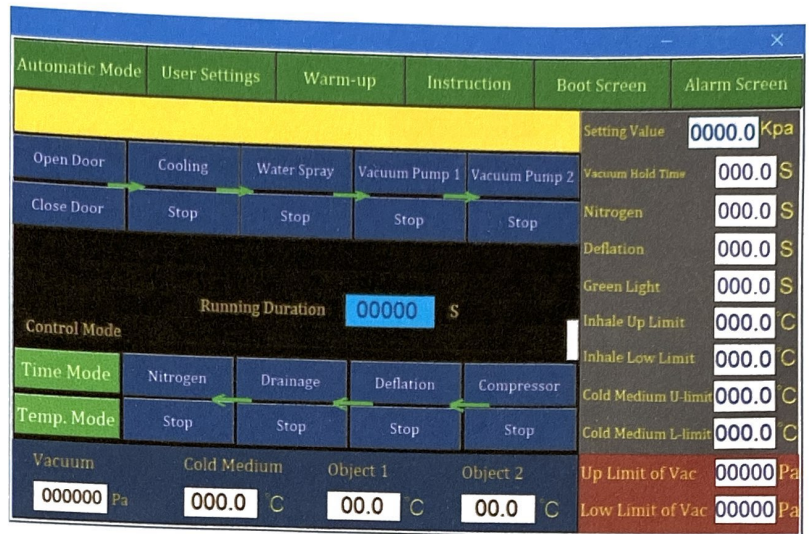 Automatic Mode User Settings Warm-up Instruction Boot Screen Alarm Screen
Setting Value 0000.0 Kpa
Open Door Cooling Water Spray Vacuum Pump 1 Vacuum Pump 2
Vacuum Hold Time 000.0 S
Close Door Stop Stop Stop Stop
Nitrogen 000.0 S
Deflation 000.0 S
Green Light 000.0 S
Running Duration 00000 S
Inhale Up Limit 000.0 °C
Control Mode
Inhale Low Limit 000.0 °C
Time Mode Nitrogen Drainage Deflation Compressor
Cold Medium U-limit 000.0 °C
Temp. Mode Stop Stop Stop Stop
Cold Medium L-limit 000.0 °C
Vacuum Cold Medium Object 1 Object 2
000000 Pa 000.0 °C 00.0 °C 00.0 °C
Up Limit of Vac 00000 Pa
Low Limit of Vac 00000 Pa